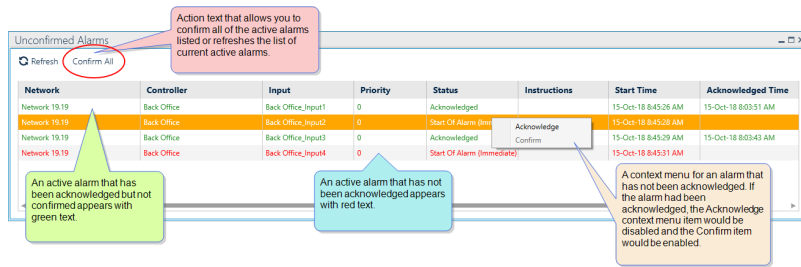 Action text that allows you to
confirm all of the active alarms
listed or refreshes the list of
current active alarms.
Unconfirmed Alarms
Refresh Confirm All
Network Controller Input Priority Status Instructions Start Time Acknowledged Time
Network 19.19 Back Office Back Office_Input1 0 Acknowledged 15-Oct-18 8:45:26 AM 15-Oct-18 8:03:51 AM
Network 19.19 Back Office Back Office_Input2 0 Start Of Alarm (Imm 15-Oct-18 8:45:28 AM
Network 19.19 Back Office Back Office_Input3 0 Acknowledged 15-Oct-18 8:45:29 AM 15-Oct-18 8:03:43 AM
Network 19.19 Back Office Back Office_Input4 0 Start Of Alarm (Immediate) 15-Oct-18 8:45:31 AM
Acknowledge
Confirm
An active alarm that has
been acknowledged but not
confirmed appears with
green text.
An active alarm that has not
been acknowledged appears
with red text.
A context menu for an alarm that
has not been acknowledged. If
the alarm had been
acknowledged, the Acknowledge
context menu item would be
disabled and the Confirm item
would be enabled.